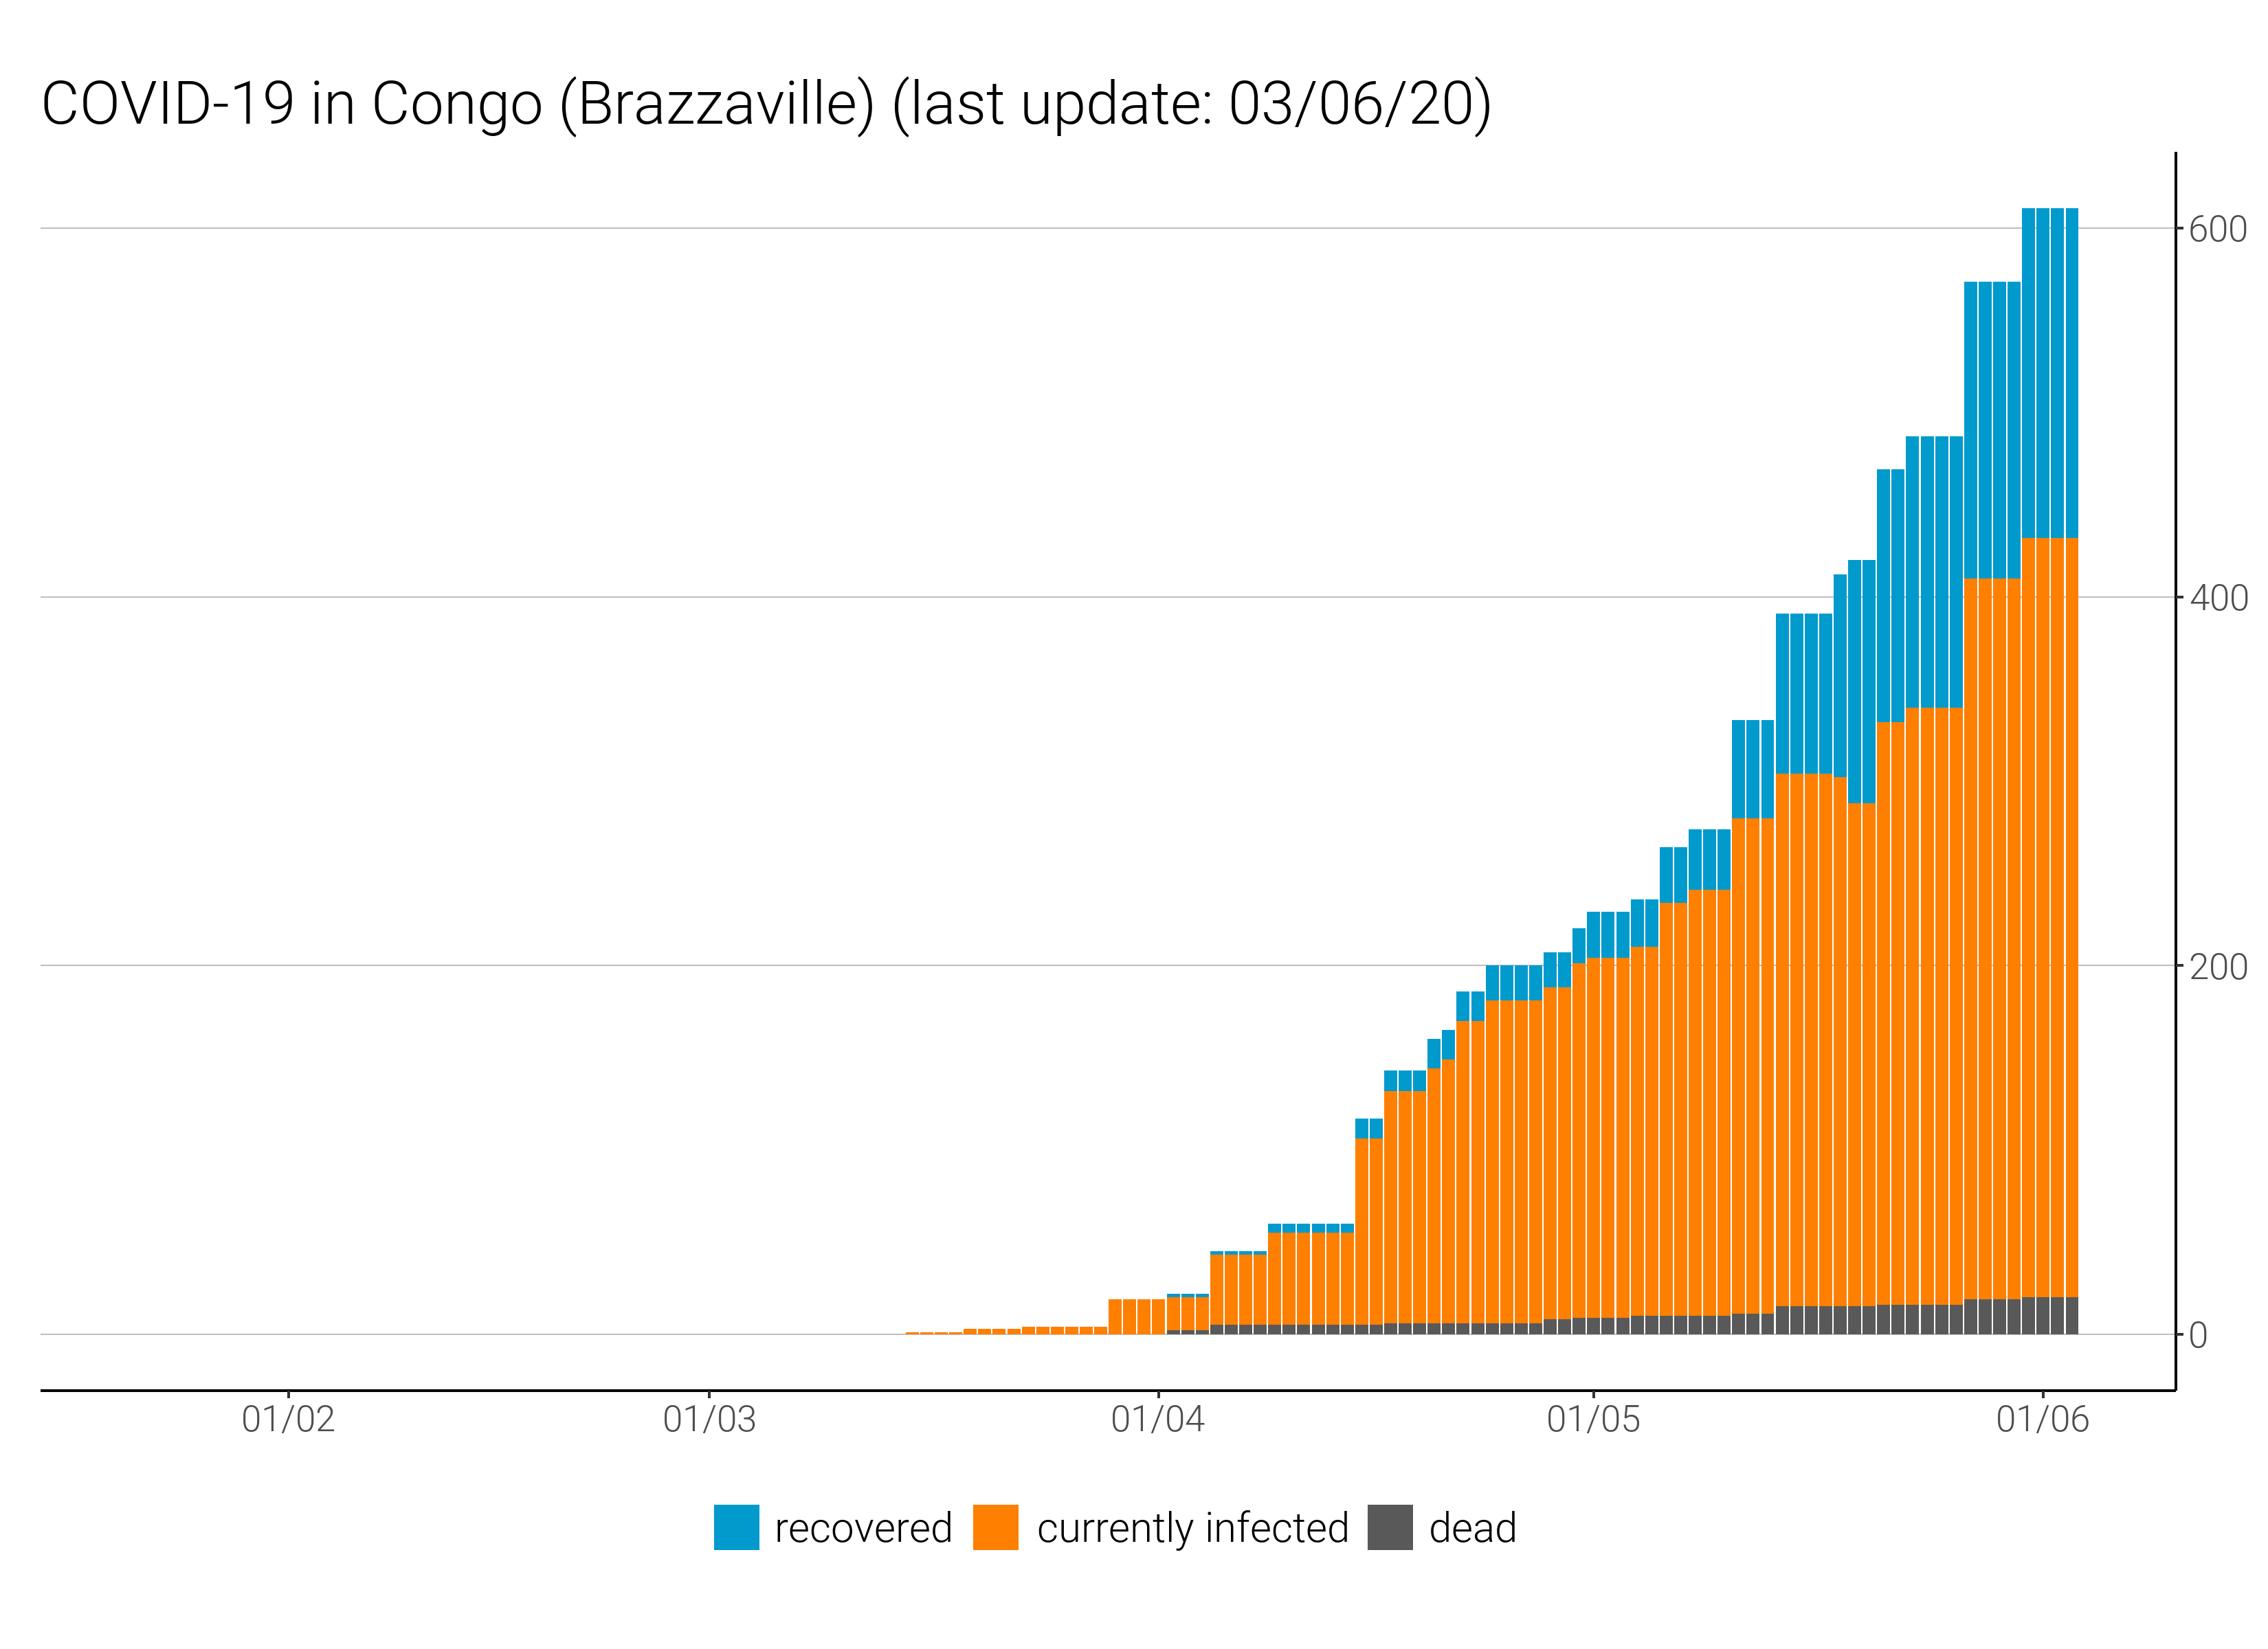 COVID-19 in Congo (Brazzaville) (last update: 03/06/20)
600
400
200
0
01/02 01/03 01/04 01/05 01/06
recovered currently infected dead